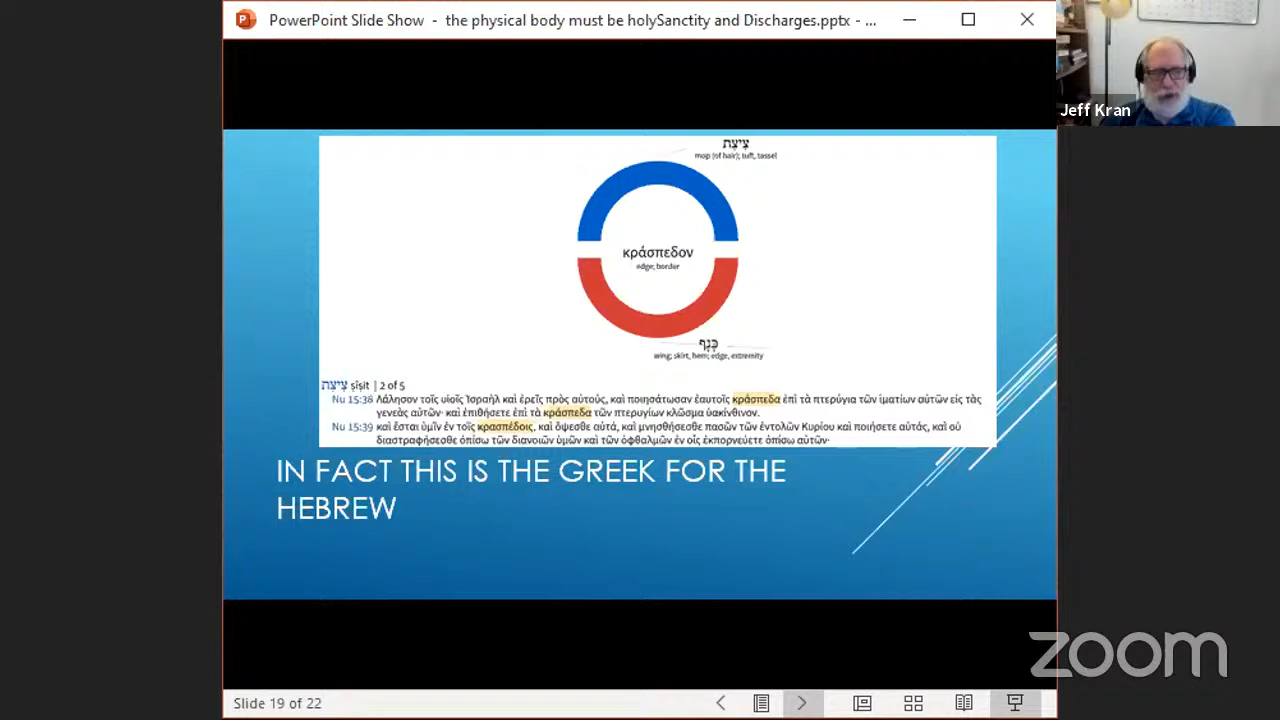 PowerPoint Slide Show - the physical body must be holySanctity and Discharges.pptx - ...
Jeff Kran
צִיצִת
mop (of hair); tuft, tassel
κράσπεδον
edge; border
כָּנָף
wing; skirt, hem; edge, extremity
צִיצִת ṣîṣit | 2 of 5
Nu 15:38 Λάλησον τοῖς υἱοῖς Ἰσραὴλ καὶ ἐρεῖς πρὸς αὐτούς, καὶ ποιησάτωσαν ἑαυτοῖς κράσπεδα ἐπὶ τὰ πτερύγια τῶν ἱματίων αὐτῶν εἰς τὰς
γενεὰς αὐτῶν· καὶ ἐπιθήσετε ἐπὶ τὰ κράσπεδα τῶν πτερυγίων κλῶσμα ὑακίνθινον.
Nu 15:39 καὶ ἔσται ὑμῖν ἐν τοῖς κρασπέδοις, καὶ ὄψεσθε αὐτά, καὶ μνησθήσεσθε πασῶν τῶν ἐντολῶν Κυρίου καὶ ποιήσετε αὐτάς, καὶ οὐ
διαστραφήσεσθε ὀπίσω τῶν διανοιῶν ὑμῶν καὶ τῶν ὀφθαλμῶν ἐν οἷς ἐκπορνεύετε ὀπίσω αὐτῶν·
IN FACT THIS IS THE GREEK FOR THE
HEBREW
zoom
Slide 19 of 22